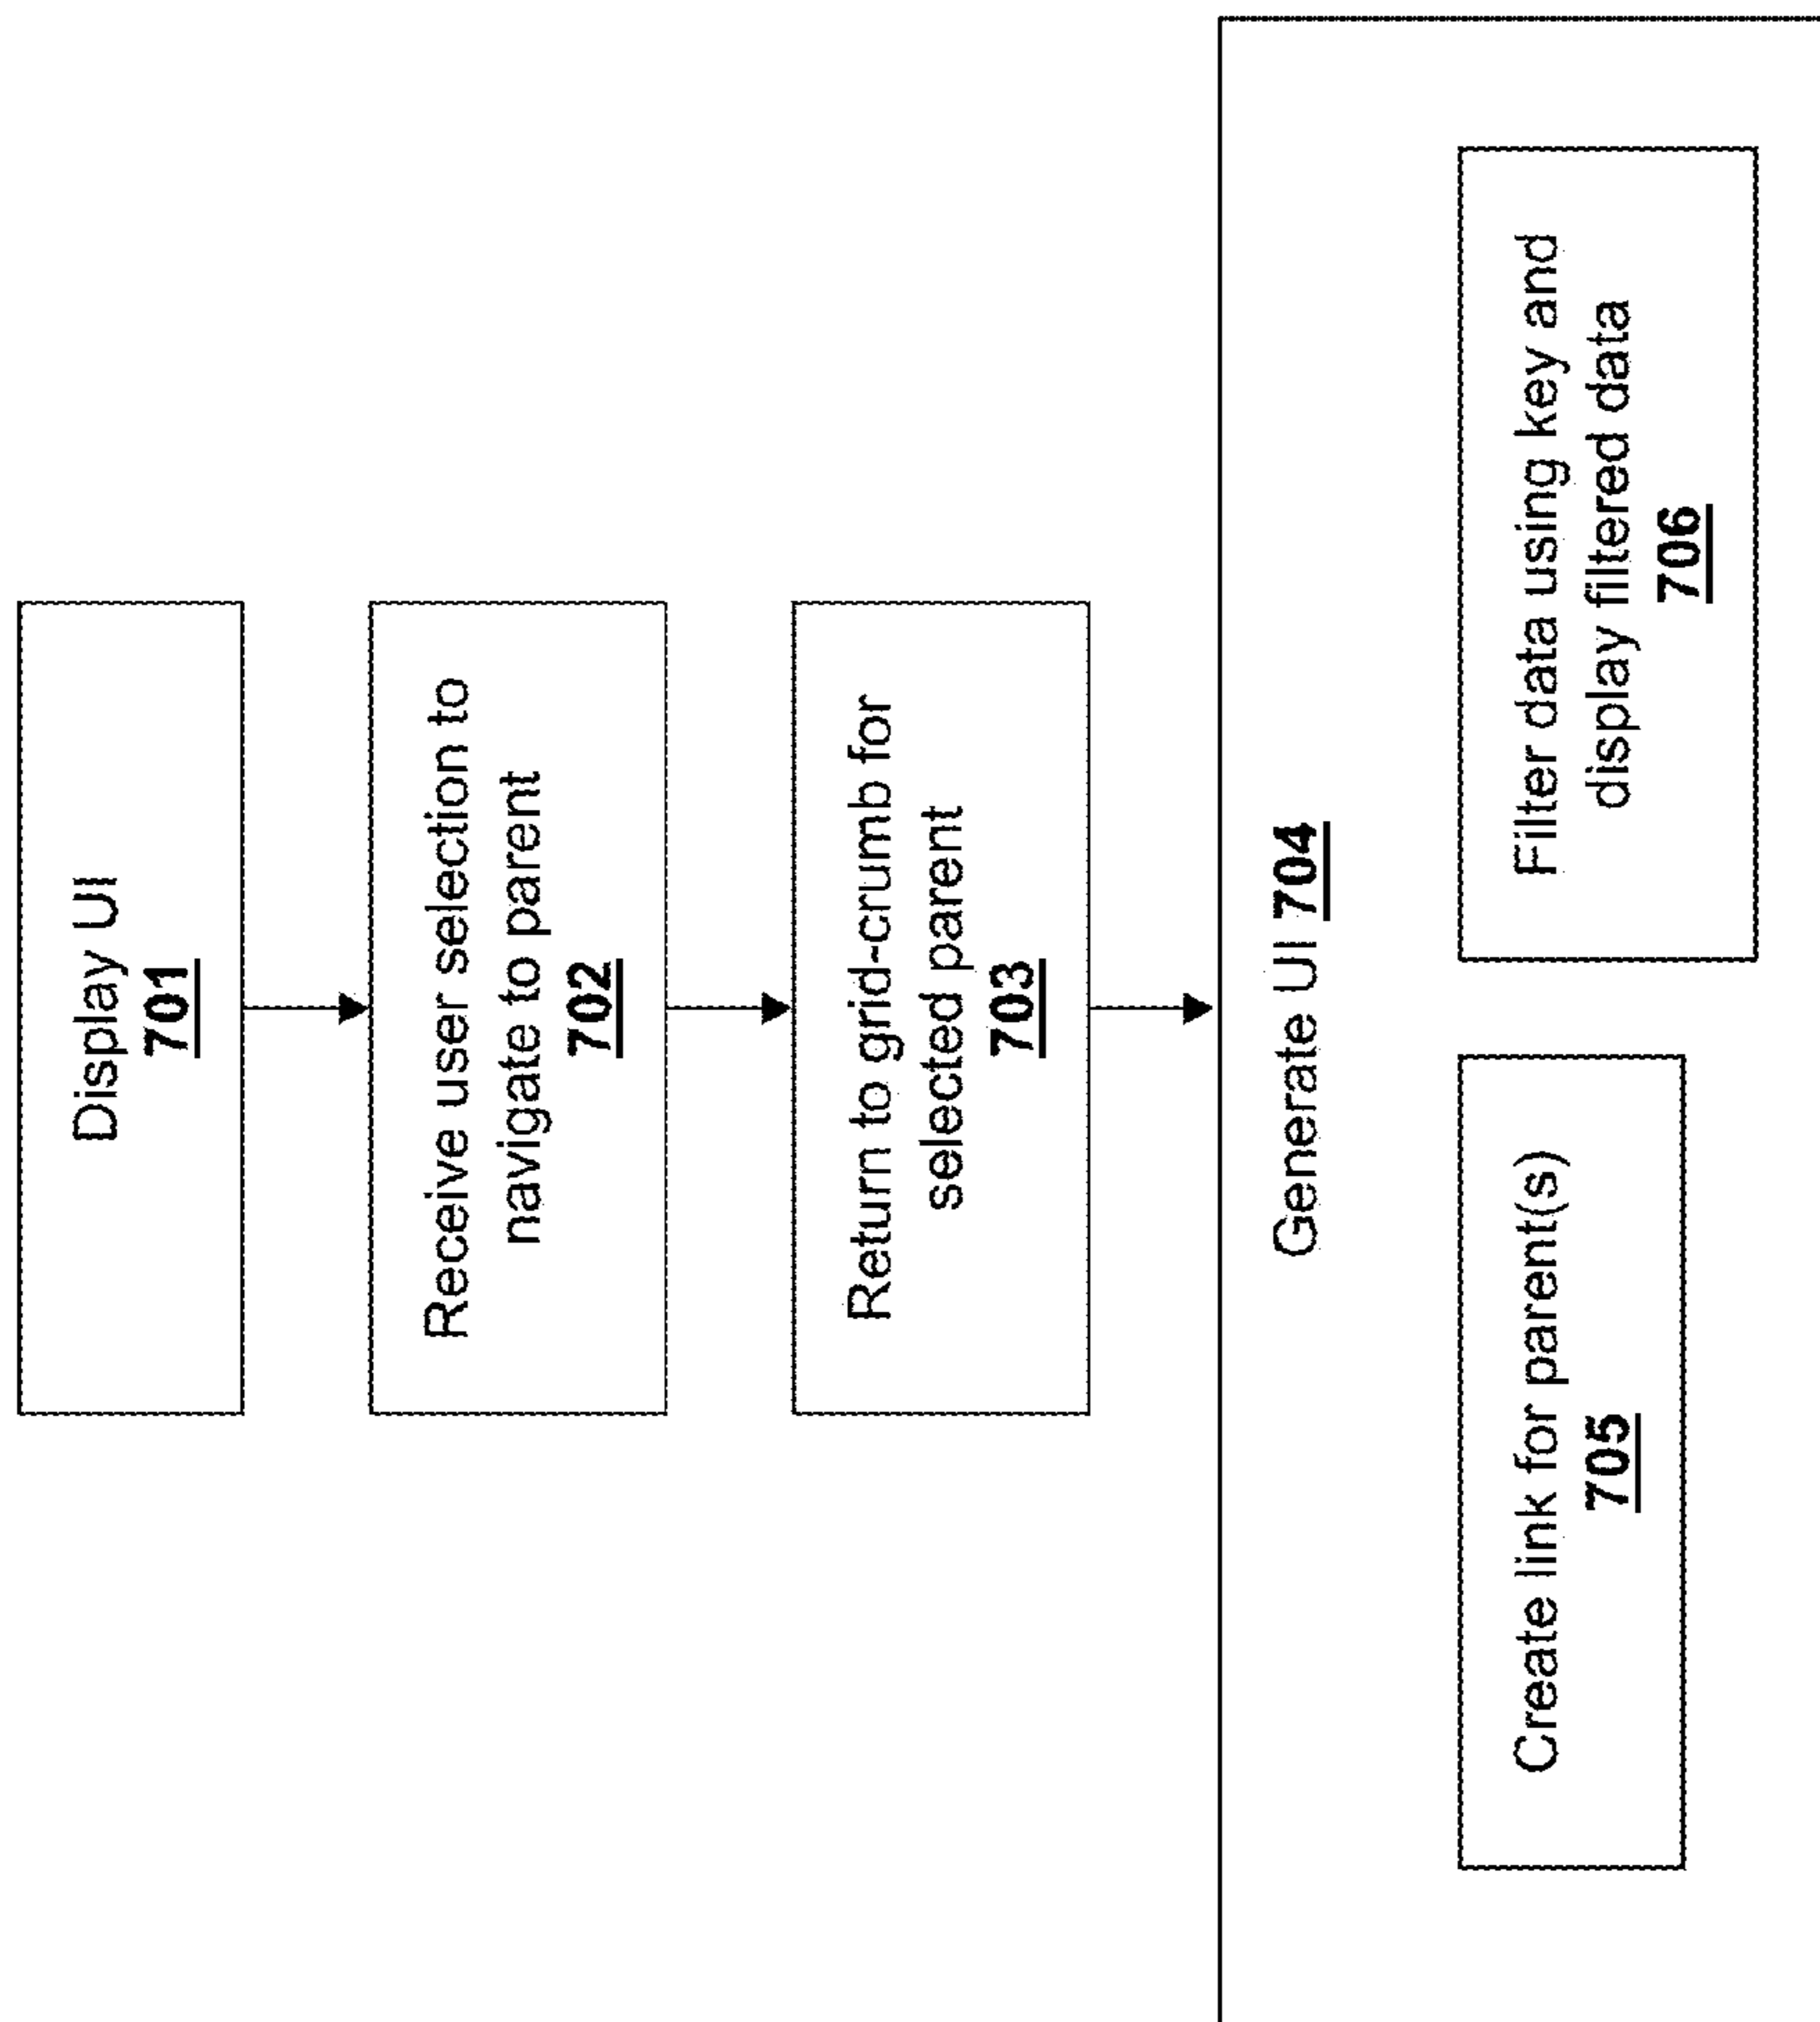 Display UI
701
Receive user selection to
navigate to parent
702
Return to grid-crumb for
selected parent
703
Generate UI 704
Create link for parent(s)
705
Filter data using key and
display filtered data
706